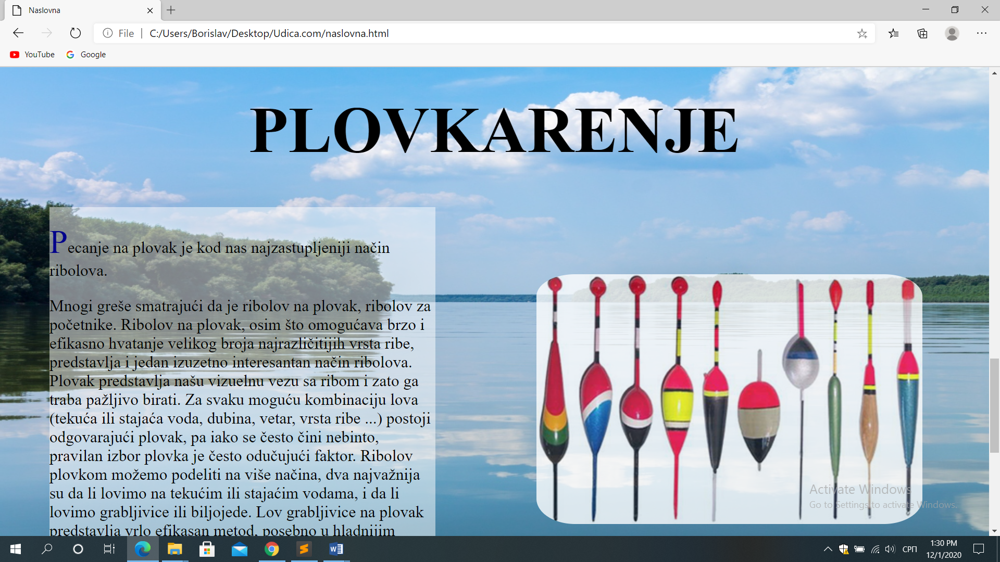 Naslovna
File
C:/Users/Borislav/Desktop/Udica.com/naslovna.html
YouTube
Google
PLOVKARENJE
Pecanje na plovak je kod nas najzastupljeniji način
ribolova.
Mnogi greše smatrajući da je ribolov na plovak, ribolov za
početnike. Ribolov na plovak, osim što omogućava brzo i
efikasno hvatanje velikog broja najrazličitijih vrsta ribe,
predstavlja i jedan izuzetno interesantan način ribolova.
Plovak predstavlja našu vizuelnu vezu sa ribom i zato ga
traba pažljivo birati. Za svaku moguću kombinaciju lova
(tekuća ili stajaća voda, dubina, vetar, vrsta ribe ...) postoji
odgovarajući plovak, pa iako se često čini nebinto,
pravilan izbor plovka je često odučujući faktor. Ribolov
plovkom možemo podeliti na više načina, dva najvažnija
su da li lovimo na tekućim ili stajaćim vodama, i da li
lovimo grabljivice ili biljojede. Lov grabljivice na plovak
predstavlja vrlo efikasan metod, posebno u hladnijim
Activate Windows
Go to Settings to activate Windows.
СРП
1:30 PM
12/1/2020